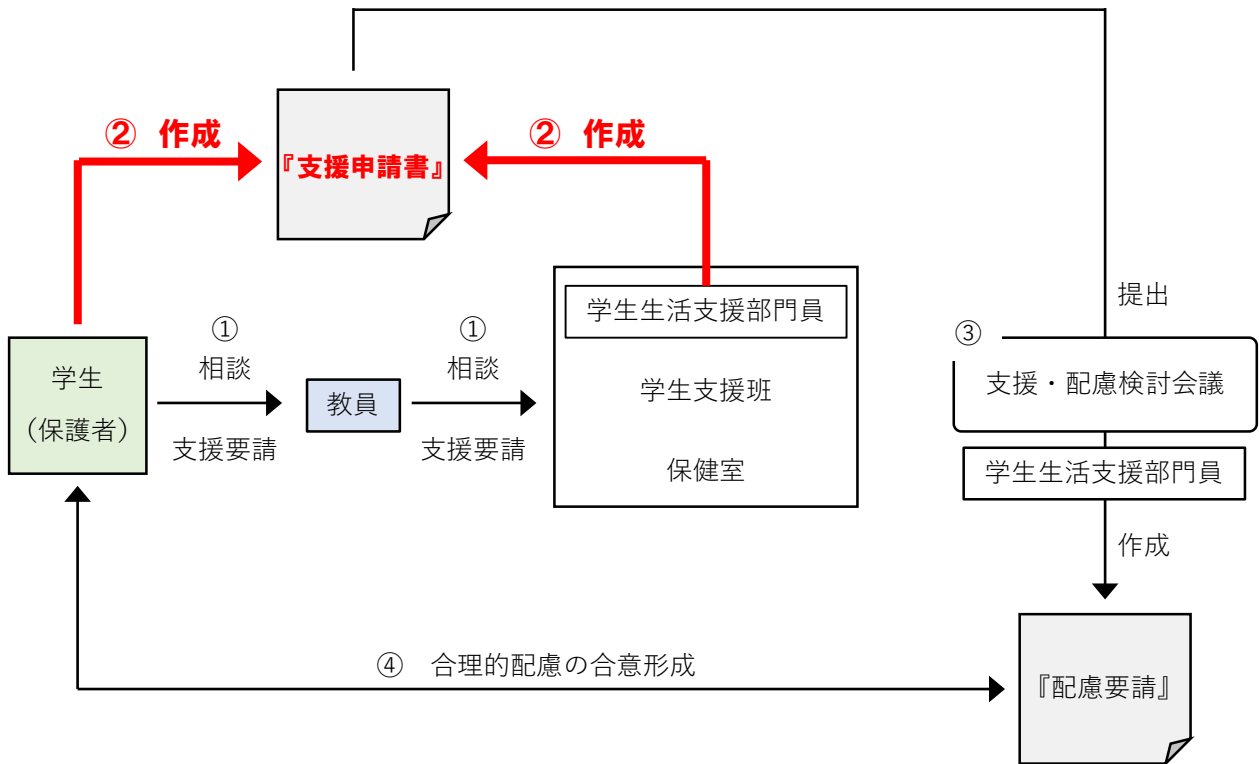 ② 作成
② 作成
『支援申請書』
提出
学生生活支援部門員
①
相談
支援要請
①
相談
支援要請
学生
（保護者）
教員
学生支援班
保健室
③
支援・配慮検討会議
学生生活支援部門員
作成
④ 合理的配慮の合意形成
『配慮要請』